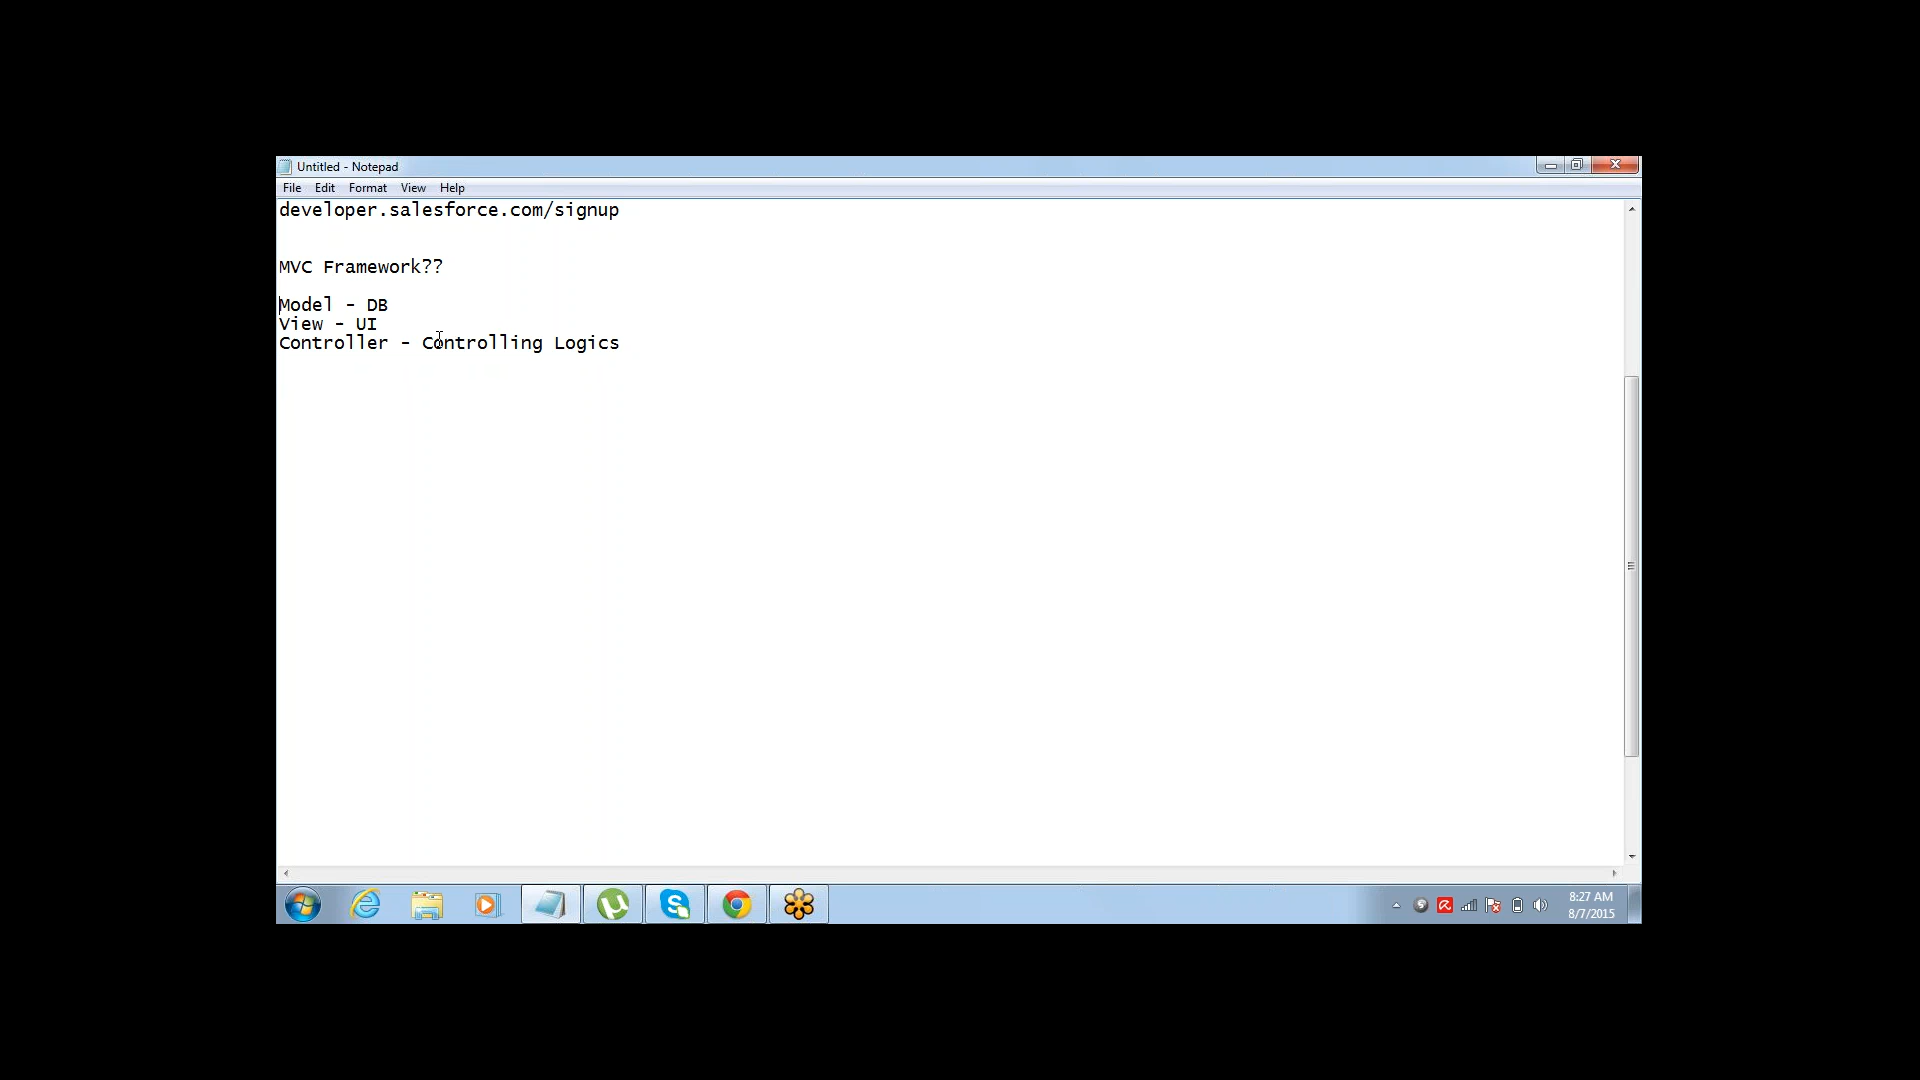 Untitled - Notepad
File Edit Format View Help
developer.salesforce.com/signup
MVC Framework??
Model - DB
View - UI
Controller - Controlling Logics
8:27 AM
8/7/2015